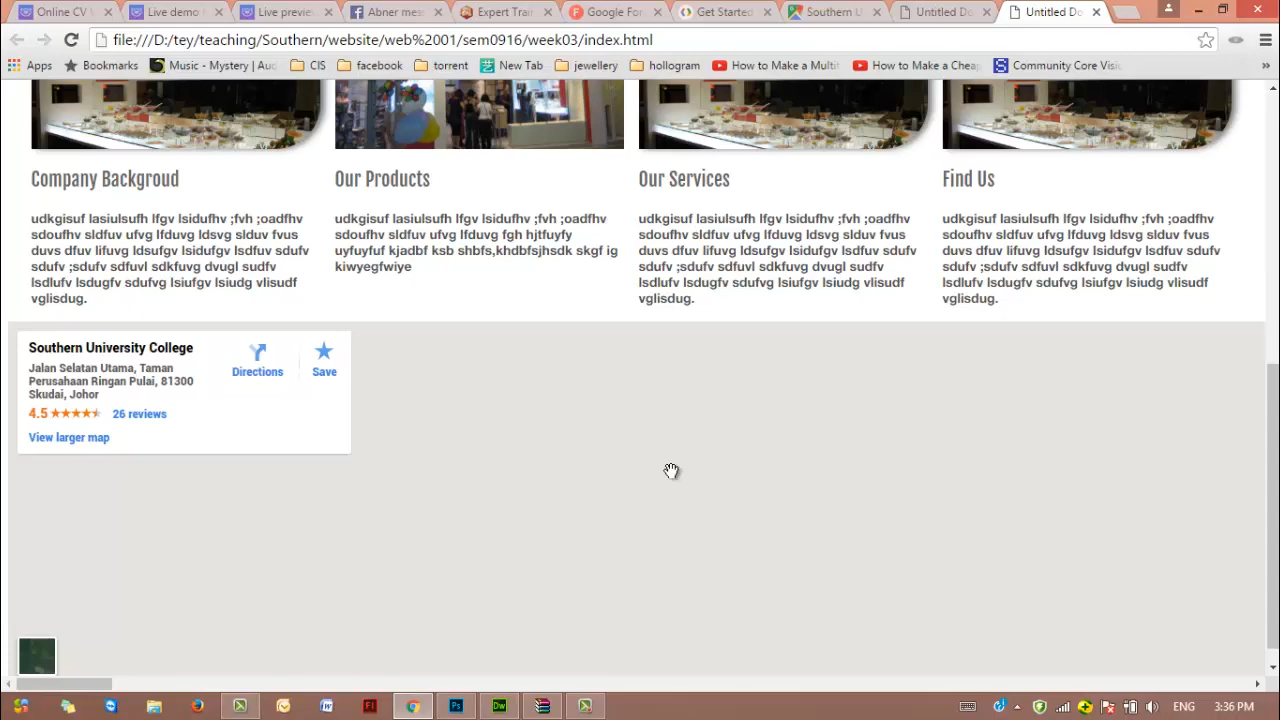 Online CV W
Live demo
Live previe
Abner mes
Expert Trai
Google For
Get Started
Southern U
Untitled Do
Untitled Do
file:///D:/tey/teaching/Southern/website/web%2001/sem0916/week03/index.html
Apps
Bookmarks
Music - Mystery | Aud
CIS
facebook
torrent
New Tab
jewellery
hollogram
How to Make a Multi
How to Make a Cheap
Community Core Visi
»
Company Backgroud
udkgisuf lasiulsufh lfgv lsidufhv ;fvh ;oadfhv
sdoufhv sldfuv ufvg lfduvg ldsvg slduv fvus
duvs dfuv lifuvg ldsufgv lsidufgv lsdfuv sdufv
sdufv ;sdufv sdfuvl sdkfuvg dvugl sudfv
lsdlufv lsdugfv sdufvg lsiufgv lsiudg vlisudf
vglisdug.
Our Products
udkgisuf lasiulsufh lfgv lsidufhv ;fvh ;oadfhv
sdoufhv sldfuv ufvg lfduvg fgh hjtfuyfy
uyfuyfuf kjadbf ksb shbfs,khdbfsjhsdk skgf ig
kiwyegfwiye
Our Services
udkgisuf lasiulsufh lfgv lsidufhv ;fvh ;oadfhv
sdoufhv sldfuv ufvg lfduvg ldsvg slduv fvus
duvs dfuv lifuvg ldsufgv lsidufgv lsdfuv sdufv
sdufv ;sdufv sdfuvl sdkfuvg dvugl sudfv
lsdlufv lsdugfv sdufvg lsiufgv lsiudg vlisudf
vglisdug.
Find Us
udkgisuf lasiulsufh lfgv lsidufhv ;fvh ;oadfhv
sdoufhv sldfuv ufvg lfduvg ldsvg slduv fvus
duvs dfuv lifuvg ldsufgv lsidufgv lsdfuv sdufv
sdufv ;sdufv sdfuvl sdkfuvg dvugl sudfv
lsdlufv lsdugfv sdufvg lsiufgv lsiudg vlisudf
vglisdug.
Southern University College
Jalan Selatan Utama, Taman
Perusahaan Ringan Pulai, 81300
Skudai, Johor
4.5
26 reviews
View larger map
Directions
Save
ENG
3:36 PM